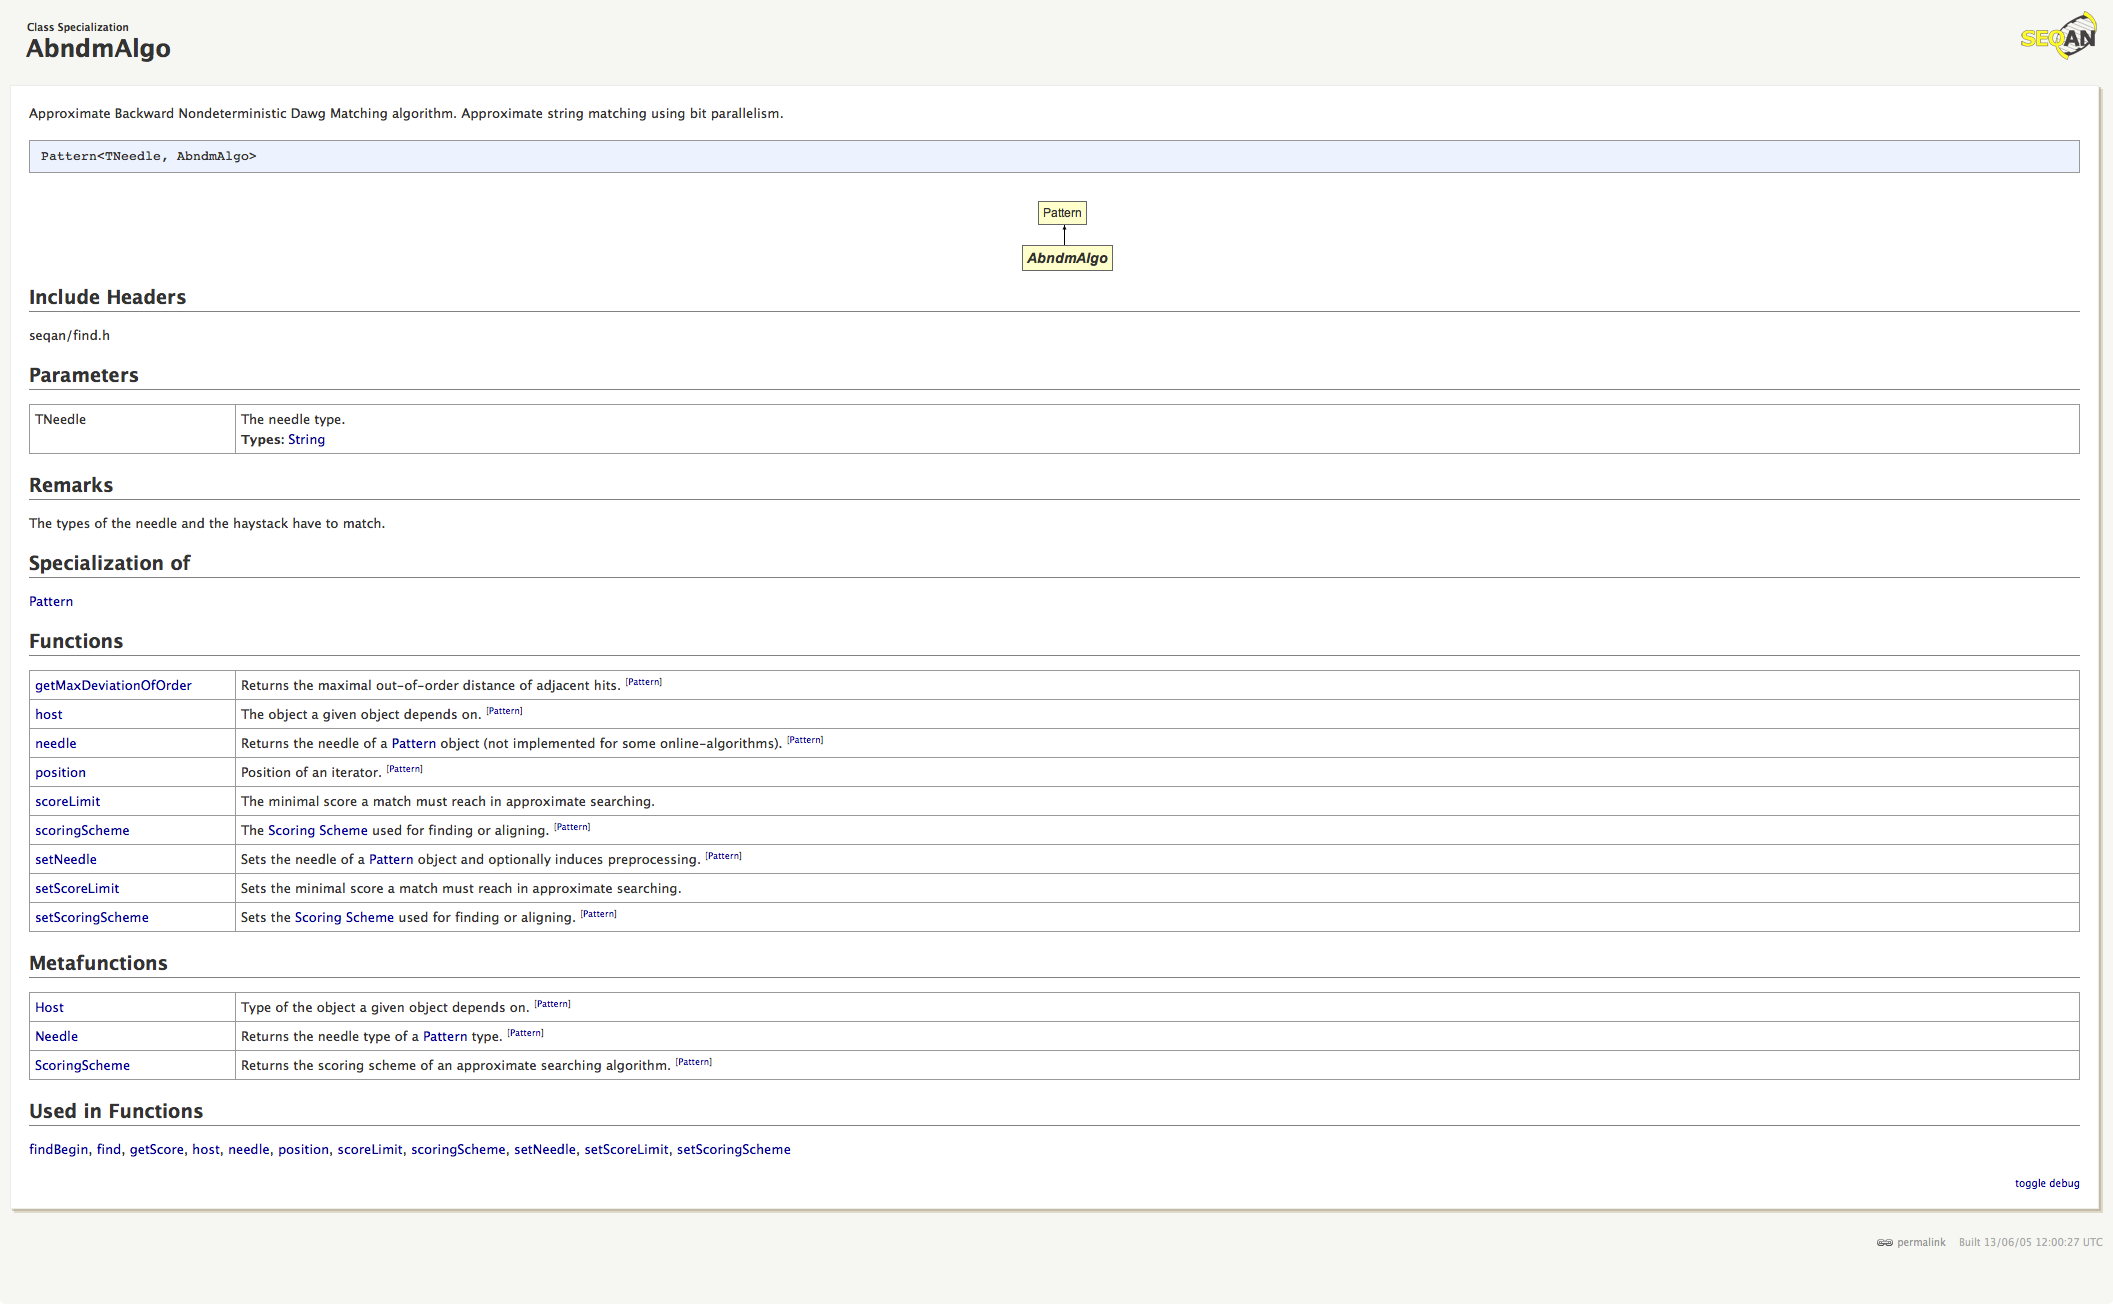 Class Specialization
AbndmAlgo
SEQAN
Approximate Backward Nondeterministic Dawg Matching algorithm. Approximate string matching using bit parallelism.
Pattern<TNeedle, AbndmAlgo>
Pattern
AbndmAlgo
Include Headers
seqan/find.h
Parameters
TNeedle The needle type.
Types: String
Remarks
The types of the needle and the haystack have to match.
Specialization of
Pattern
Functions
getMaxDeviationOfOrder Returns the maximal out-of-order distance of adjacent hits. [Pattern]
host The object a given object depends on. [Pattern]
needle Returns the needle of a Pattern object (not implemented for some online-algorithms). [Pattern]
position Position of an iterator. [Pattern]
scoreLimit The minimal score a match must reach in approximate searching.
scoringScheme The Scoring Scheme used for finding or aligning. [Pattern]
setNeedle Sets the needle of a Pattern object and optionally induces preprocessing. [Pattern]
setScoreLimit Sets the minimal score a match must reach in approximate searching.
setScoringScheme Sets the Scoring Scheme used for finding or aligning. [Pattern]
Metafunctions
Host Type of the object a given object depends on. [Pattern]
Needle Returns the needle type of a Pattern type. [Pattern]
ScoringScheme Returns the scoring scheme of an approximate searching algorithm. [Pattern]
Used in Functions
findBegin, find, getScore, host, needle, position, scoreLimit, scoringScheme, setNeedle, setScoreLimit, setScoringScheme
toggle debug
permalink Built 13/06/05 12:00:27 UTC